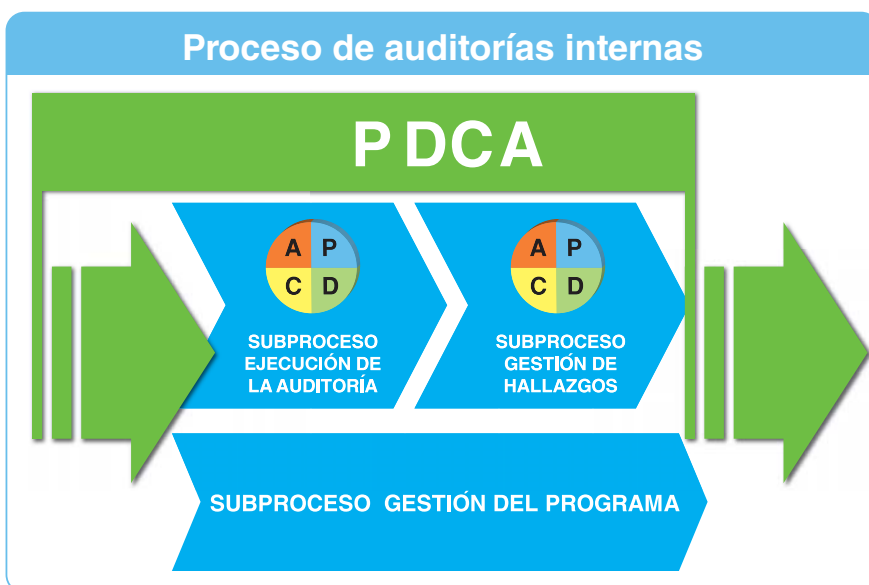 Proceso de auditorías internas
PDCA
A P
C D
SUBPROCESO
EJECUCIÓN DE
LA AUDITORÍA
A P
C D
SUBPROCESO
GESTIÓN DE
HALLAZGOS
SUBPROCESO GESTIÓN DEL PROGRAMA